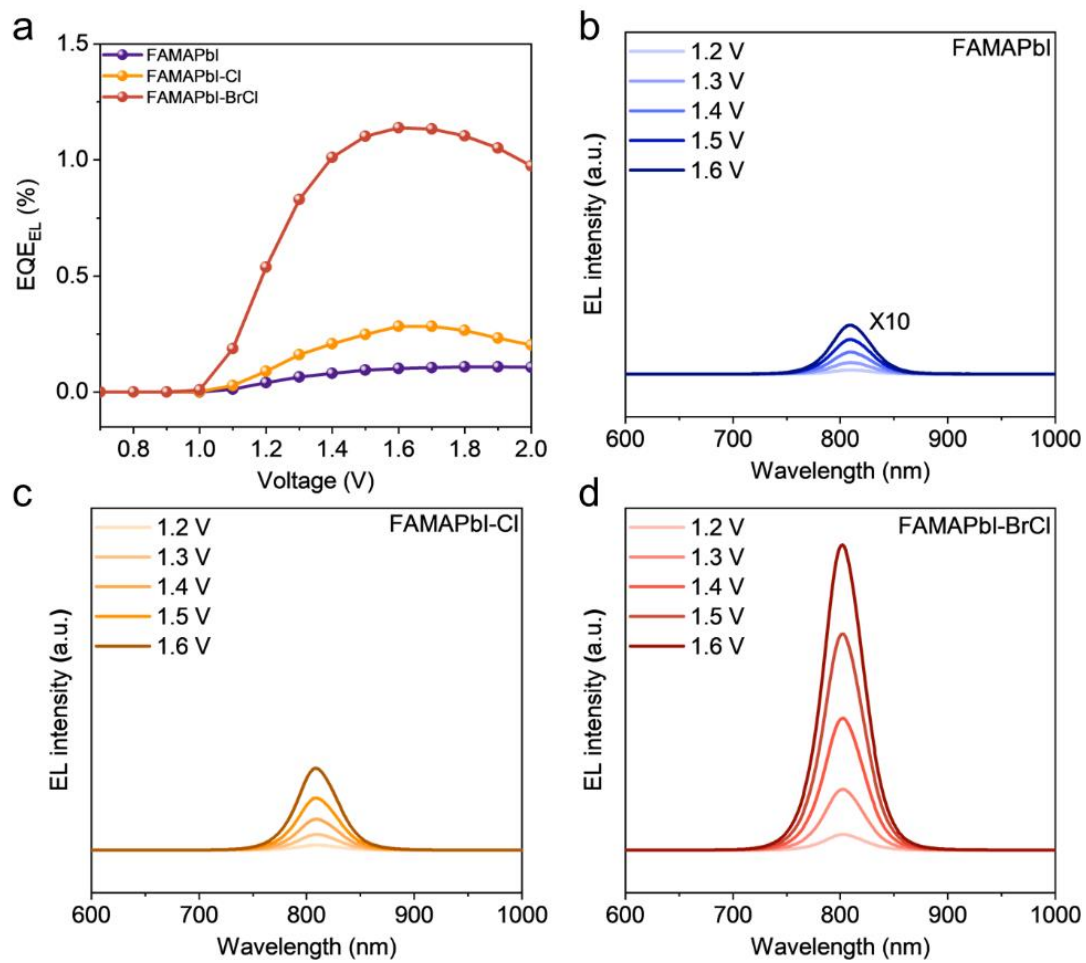 a
1.5
1.0
0.5
0.0
EQE_EL (%)
FAMAPbI
FAMAPbI-Cl
FAMAPbI-BrCl
0.8 1.0 1.2 1.4 1.6 1.8 2.0
Voltage (V)
b
FAMAPbI
1.2 V
1.3 V
1.4 V
1.5 V
1.6 V
X10
EL intensity (a.u.)
600 700 800 900 1000
Wavelength (nm)
c
FAMAPbI-Cl
1.2 V
1.3 V
1.4 V
1.5 V
1.6 V
EL intensity (a.u.)
600 700 800 900 1000
Wavelength (nm)
d
FAMAPbI-BrCl
1.2 V
1.3 V
1.4 V
1.5 V
1.6 V
EL intensity (a.u.)
600 700 800 900 1000
Wavelength (nm)